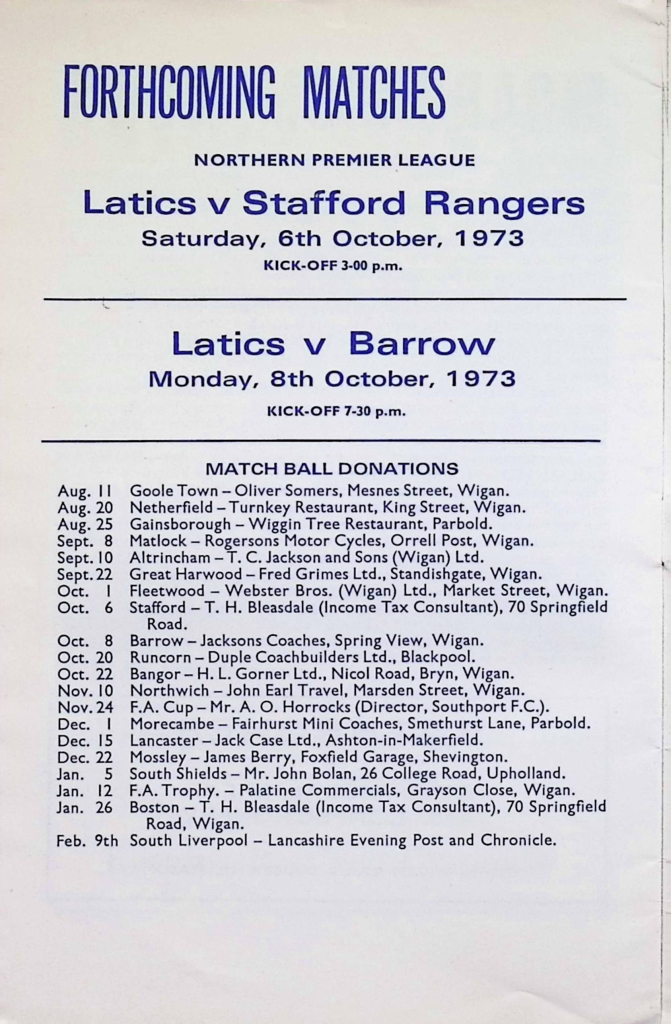 FORTHCOMING MATCHES
NORTHERN PREMIER LEAGUE
Latics v Stafford Rangers
Saturday, 6th October, 1973
KICK-OFF 3-00 p.m.
Latics v Barrow
Monday, 8th October, 1973
KICK-OFF 7-30 p.m.
MATCH BALL DONATIONS
Aug. 11 Goole Town – Oliver Somers, Mesnes Street, Wigan.
Aug. 20 Netherfield – Turnkey Restaurant, King Street, Wigan.
Aug. 25 Gainsborough – Wiggin Tree Restaurant, Parbold.
Sept. 8 Matlock – Rogersons Motor Cycles, Orrell Post, Wigan.
Sept. 10 Altrincham – T. C. Jackson and Sons (Wigan) Ltd.
Sept. 22 Great Harwood – Fred Grimes Ltd., Standishgate, Wigan.
Oct. 1 Fleetwood – Webster Bros. (Wigan) Ltd., Market Street, Wigan.
Oct. 6 Stafford – T. H. Bleasdale (Income Tax Consultant), 70 Springfield
Road.
Oct. 8 Barrow – Jacksons Coaches, Spring View, Wigan.
Oct. 20 Runcorn – Duple Coachbuilders Ltd., Blackpool.
Oct. 22 Bangor – H. L. Gorner Ltd., Nicol Road, Bryn, Wigan.
Nov. 10 Northwich – John Earl Travel, Marsden Street, Wigan.
Nov. 24 F.A. Cup – Mr. A. O. Horrocks (Director, Southport F.C.).
Dec. 1 Morecambe – Fairhurst Mini Coaches, Smethurst Lane, Parbold.
Dec. 15 Lancaster – Jack Case Ltd., Ashton-in-Makerfield.
Dec. 22 Mossley – James Berry, Foxfield Garage, Shevington.
Jan. 5 South Shields – Mr. John Bolan, 26 College Road, Upholland.
Jan. 12 F.A. Trophy. – Palatine Commercials, Grayson Close, Wigan.
Jan. 26 Boston – T. H. Bleasdale (Income Tax Consultant), 70 Springfield
Road, Wigan.
Feb. 9th South Liverpool – Lancashire Evening Post and Chronicle.